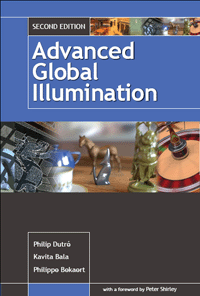 SECOND EDITION
Advanced
Global
Illumination
Philip Dutré
Kavita Bala
Philippe Bekaert
with a foreword by Peter Shirley